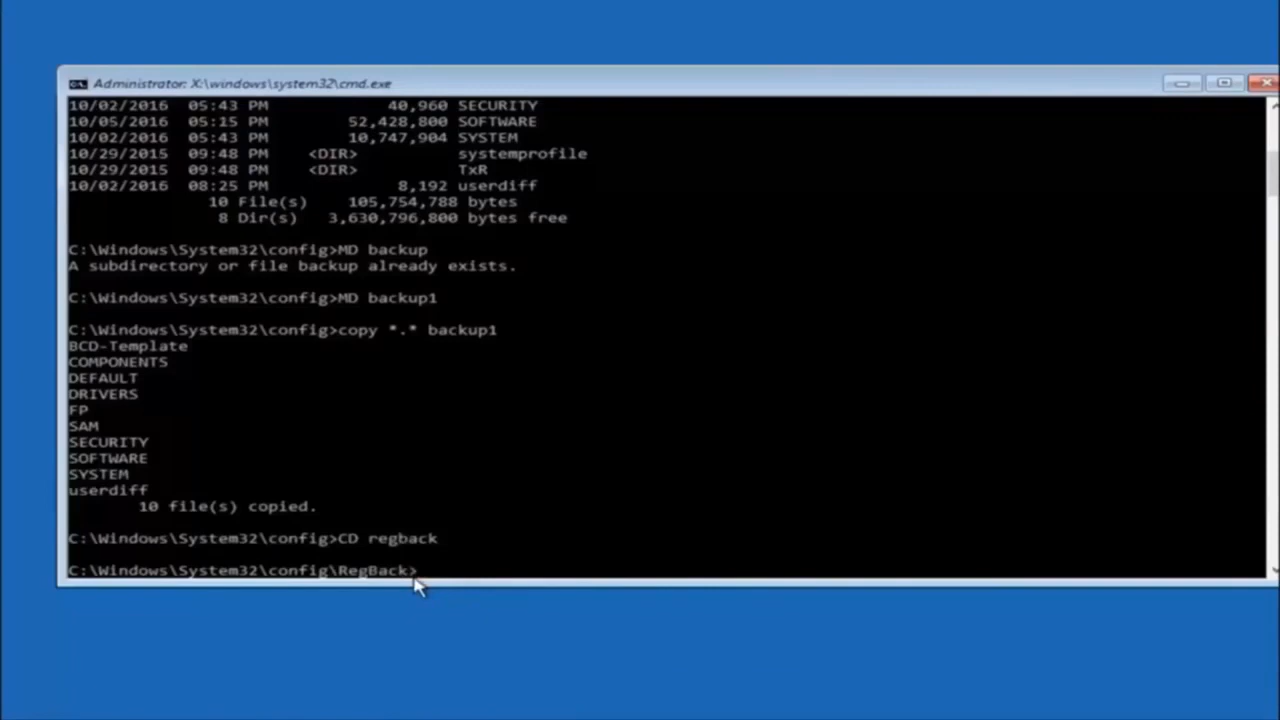 Administrator: X:\windows\system32\cmd.exe
10/02/2016  05:43 PM            40,960 SECURITY
10/05/2016  05:15 PM        52,428,800 SOFTWARE
10/02/2016  05:43 PM        10,747,904 SYSTEM
10/29/2015  09:48 PM    <DIR>          systemprofile
10/29/2015  09:48 PM    <DIR>          TxR
10/02/2016  08:25 PM             8,192 userdiff
10 File(s)    105,754,788 bytes
8 Dir(s)   3,630,796,800 bytes free
C:\Windows\System32\config>MD backup
A subdirectory or file backup already exists.
C:\Windows\System32\config>MD backup1
C:\Windows\System32\config>copy *.* backup1
BCD-Template
COMPONENTS
DEFAULT
DRIVERS
FP
SAM
SECURITY
SOFTWARE
SYSTEM
userdiff
10 file(s) copied.
C:\Windows\System32\config>CD regback
C:\Windows\System32\config\RegBack>